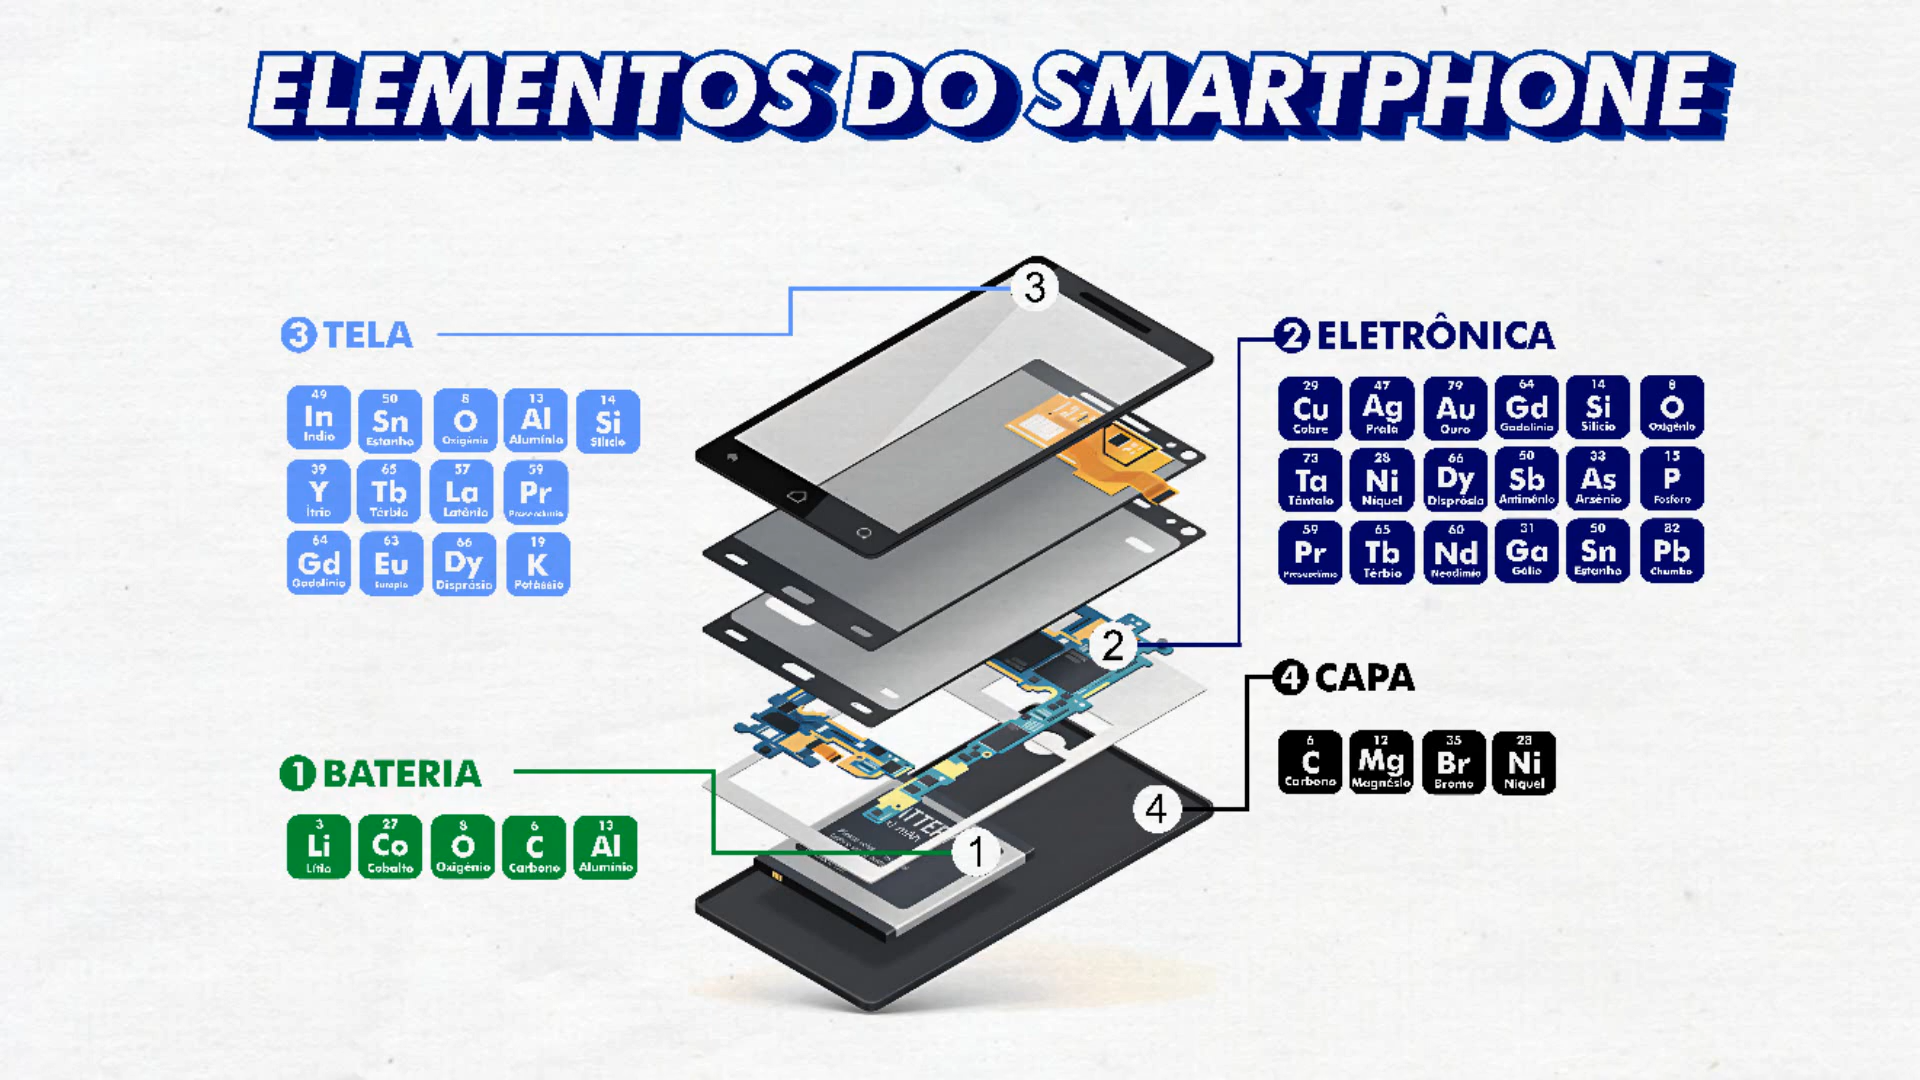 ELEMENTOS DO SMARTPHONE
3
3 TELA
49 50 8 13 14
In Sn O Al Si
Índio Estanho Oxigênio Alumínio Silício
39 65 57 59
Y Tb La Pr
Ítrio Térbio Latânio Praseodímio
64 63 66 19
Gd Eu Dy K
Gadolínio Európio Disprósio Potássio
2 ELETRÔNICA
29 47 79 64 14 8
Cu Ag Au Gd Si O
Cobre Prata Ouro Gadolínio Silício Oxigênio
73 28 66 50 33 15
Ta Ni Dy Sb As P
Tântalo Níquel Disprósio Antimônio Arsênio Fósforo
59 65 60 31 50 82
Pr Tb Nd Ga Sn Pb
Praseodímio Térbio Neodímio Gálio Estanho Chumbo
2
4 CAPA
6 12 35 28
C Mg Br Ni
Carbono Magnésio Bromo Níquel
4
1 BATERIA
3 27 8 6 13
Li Co O C Al
Lítio Cobalto Oxigênio Carbono Alumínio
1